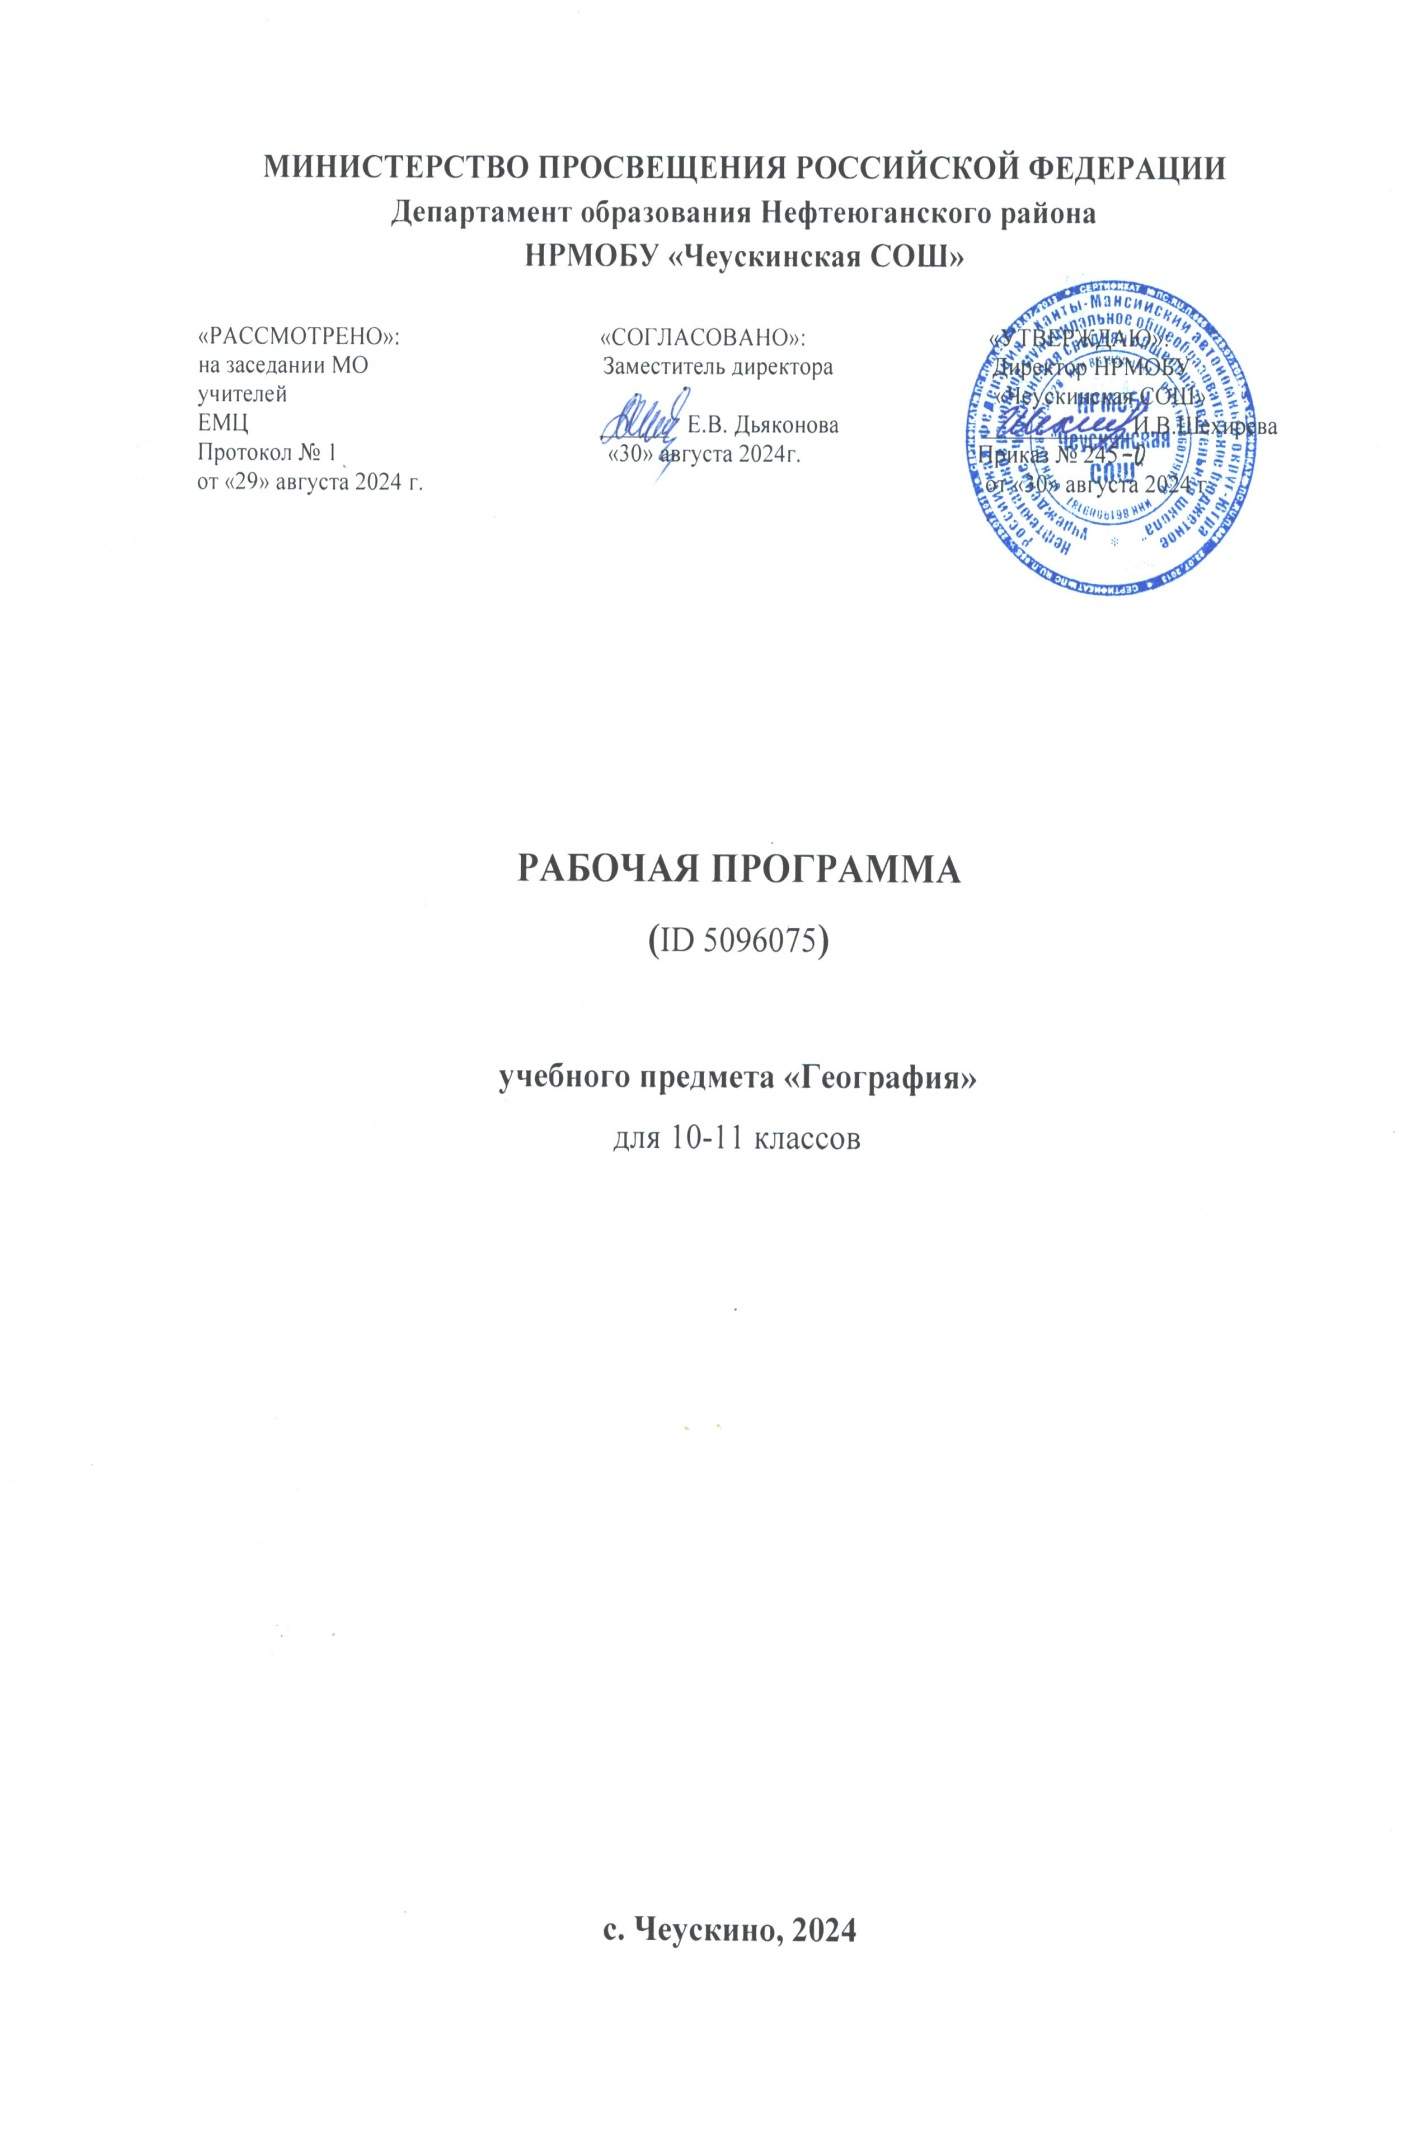 МИНИСТЕРСТВО ПРОСВЕЩЕНИЯ РОССИЙСКОЙ ФЕДЕРАЦИИ
Департамент образования Нефтеюганского района
НРМОБУ «Чеускинская СОШ»
«РАССМОТРЕНО»:
на заседании МО
учителей
ЕМЦ
Протокол № 1
от «29» августа 2024 г.
«СОГЛАСОВАНО»:
Заместитель директора
Е.В. Дьяконова
«30» августа 2024г.
«УТВЕРЖДАЮ»:
Директор НРМОБУ
«Чеускинская СОШ»
И.В.Шехирева
Приказ № 245-0
от «30» августа 2024 г.
НРМОБУ
Чеускинская
СОШ
РАБОЧАЯ ПРОГРАММА
(ID 5096075)
учебного предмета «География»
для 10-11 классов
с. Чеускино, 2024